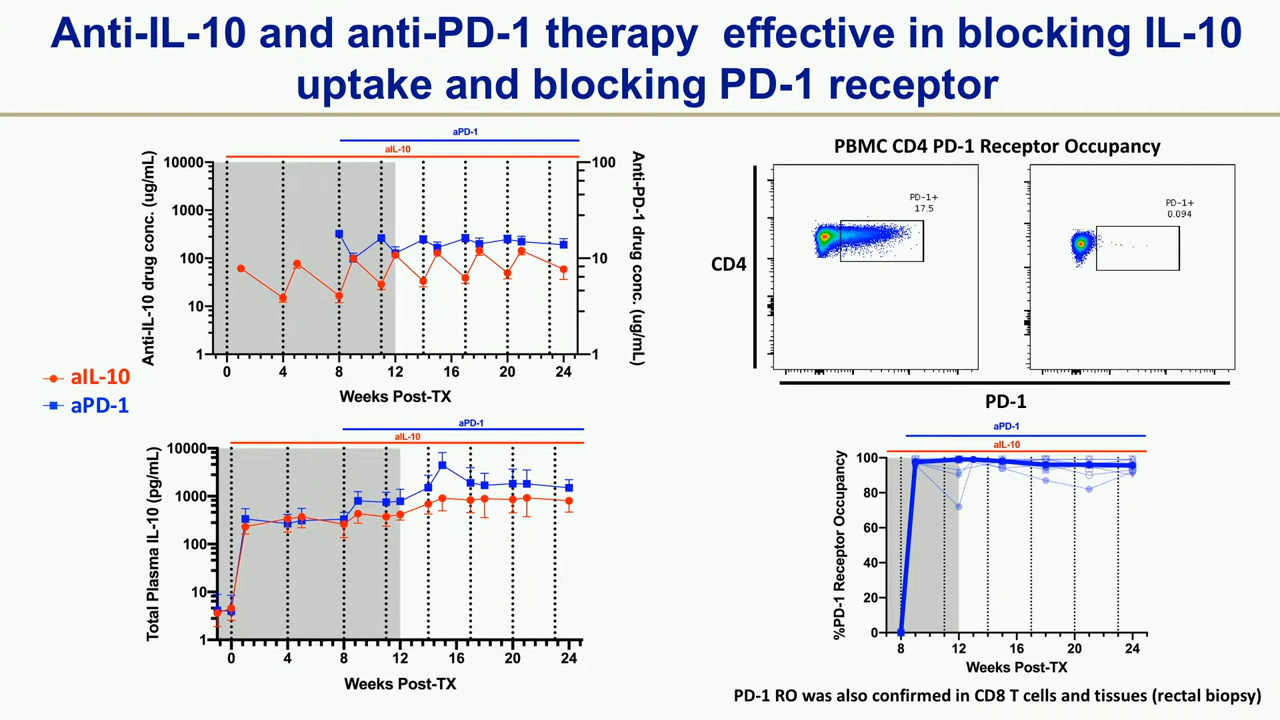 Anti-IL-10 and anti-PD-1 therapy  effective in blocking IL-10
uptake and blocking PD-1 receptor
aPD-1
aIL-10
Anti-IL-10 drug conc. (ug/mL)
10000
1000
100
10
1
100
10
1
Anti-PD-1 drug conc. (ug/mL)
0 4 8 12 16 20 24
Weeks Post-TX
aIL-10
aPD-1
aPD-1
aIL-10
Total Plasma IL-10 (pg/mL)
10000
1000
100
10
1
0 4 8 12 16 20 24
Weeks Post-TX
PBMC CD4 PD-1 Receptor Occupancy
PD-1+
17.5
PD-1+
0.094
CD4
PD-1
aPD-1
aIL-10
%PD-1 Receptor Occupancy
100
80
60
40
20
0
8 12 16 20 24
Weeks Post-TX
PD-1 RO was also confirmed in CD8 T cells and tissues (rectal biopsy)